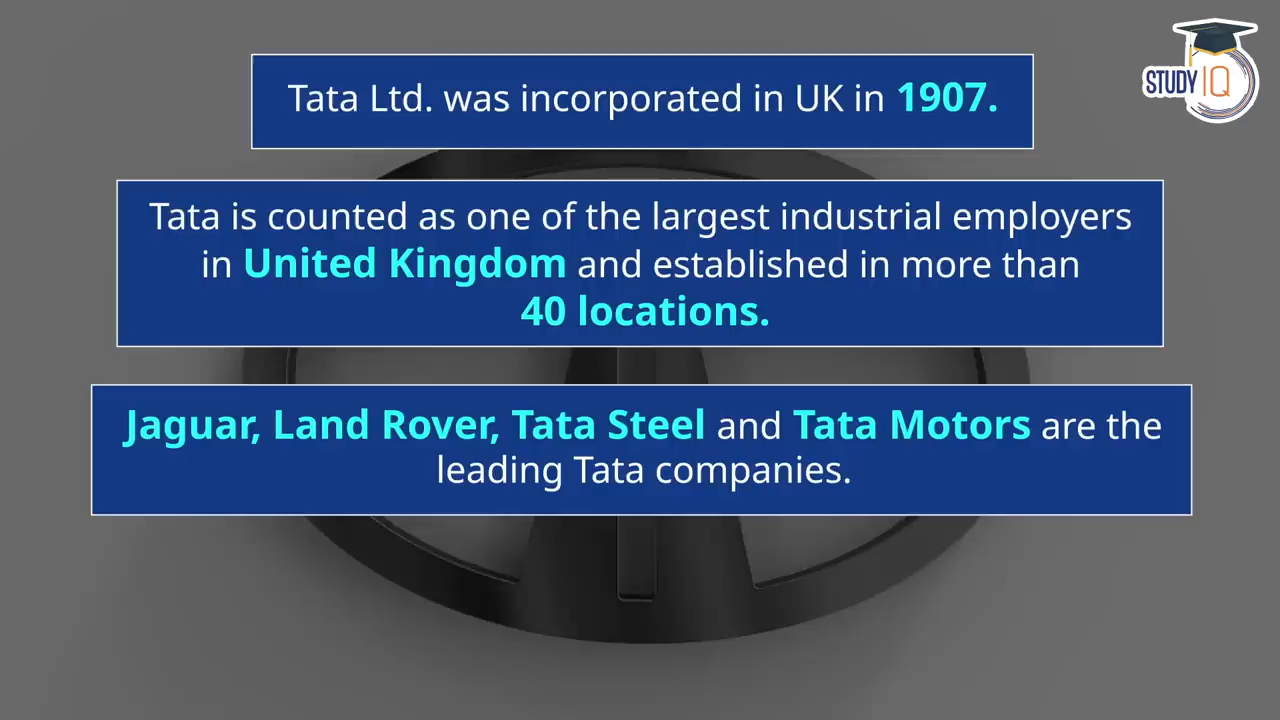 Tata Ltd. was incorporated in UK in 1907.
Tata is counted as one of the largest industrial employers
in United Kingdom and established in more than
40 locations.
Jaguar, Land Rover, Tata Steel and Tata Motors are the
leading Tata companies.
STUDY IQ